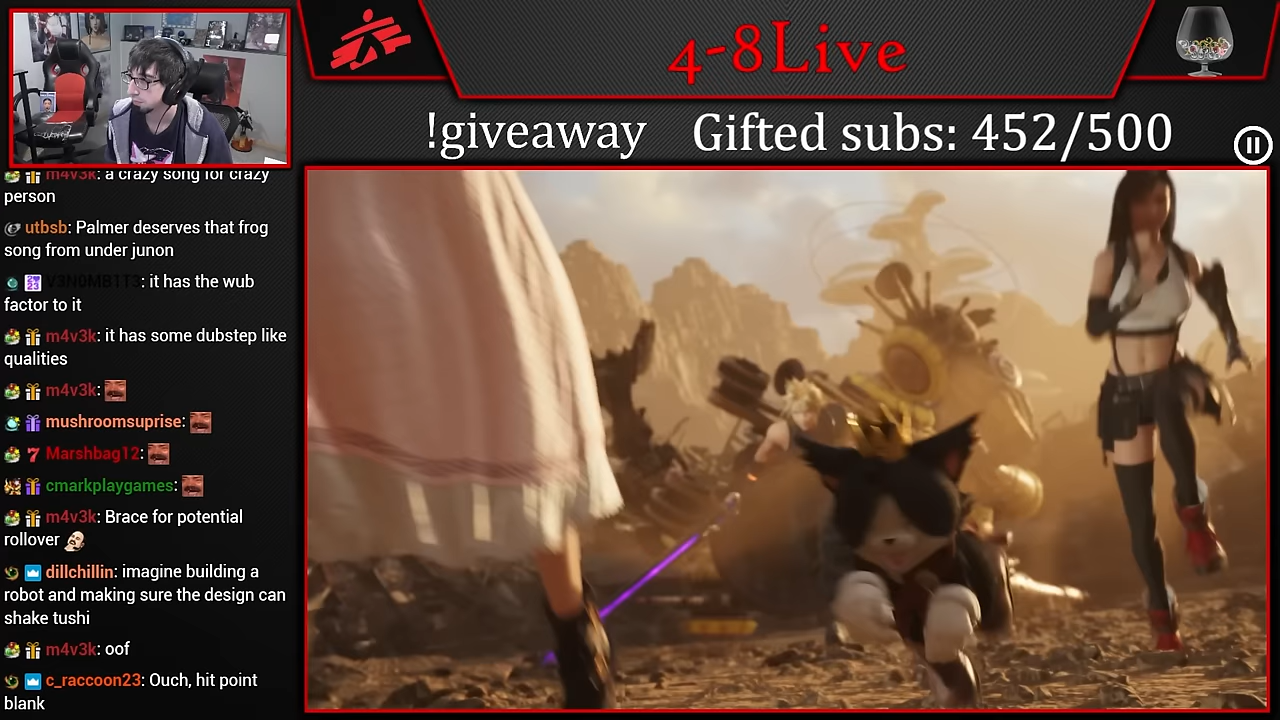 4-8Live
!giveaway Gifted subs: 452/500
m4v3k: a crazy song for crazy
person
utbsb: Palmer deserves that frog
song from under junon
V3N0MB1T3: it has the wub
factor to it
m4v3k: it has some dubstep like
qualities
m4v3k:
mushroomsuprise:
7 Marshbag12:
cmarkplaygames:
m4v3k: Brace for potential
rollover
dillchillin: imagine building a
robot and making sure the design can
shake tushi
m4v3k: oof
c_raccoon23: Ouch, hit point
blank